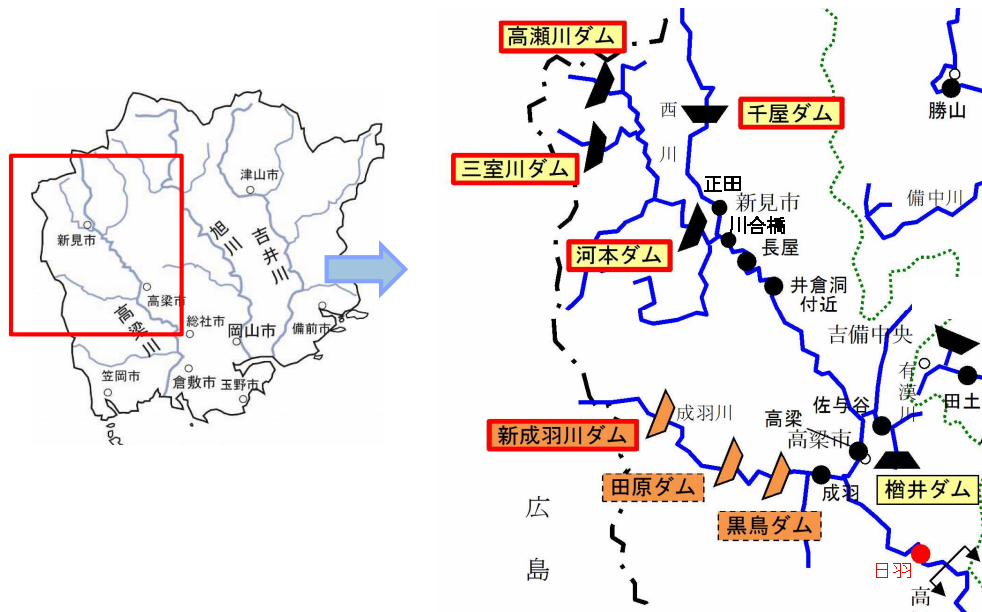 津山市
新見市
旭川
吉井川
高梁市
高梁川
総社市
岡山市
備前市
笠岡市
倉敷市
玉野市
高瀬川ダム
千屋ダム
勝山
西川
三室川ダム
正田
新見市
備中川
川合橋
河本ダム
長屋
井倉洞
付近
吉備中央
有漢川
田土
佐与谷
成羽川
高梁
高梁市
新成羽川ダム
田原ダム
成羽
楢井ダム
黒鳥ダム
広島
日羽
高